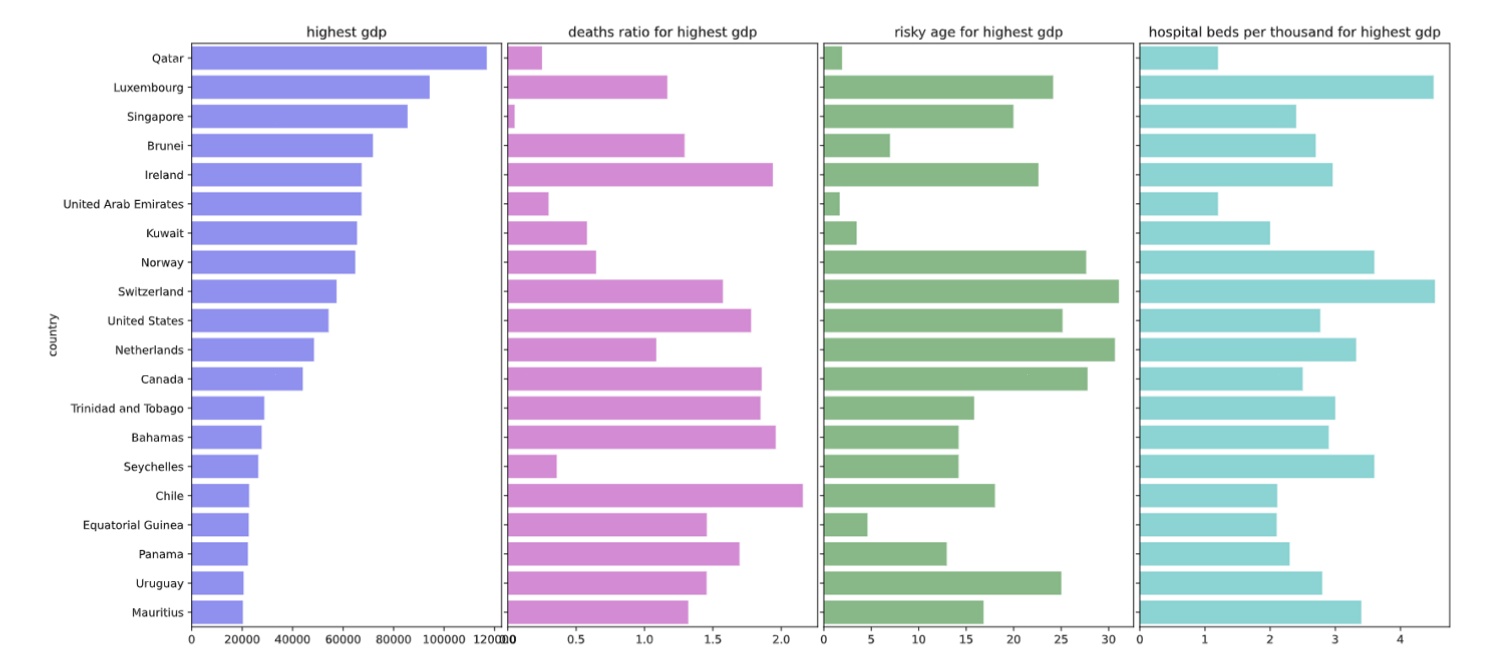 highest gdp
deaths ratio for highest gdp
risky age for highest gdp
hospital beds per thousand for highest gdp
country
Qatar
Luxembourg
Singapore
Brunei
Ireland
United Arab Emirates
Kuwait
Norway
Switzerland
United States
Netherlands
Canada
Trinidad and Tobago
Bahamas
Seychelles
Chile
Equatorial Guinea
Panama
Uruguay
Mauritius
0 20000 40000 60000 80000 100000 120000
0.0 0.5 1.0 1.5 2.0
0 5 10 15 20 25 30
0 1 2 3 4